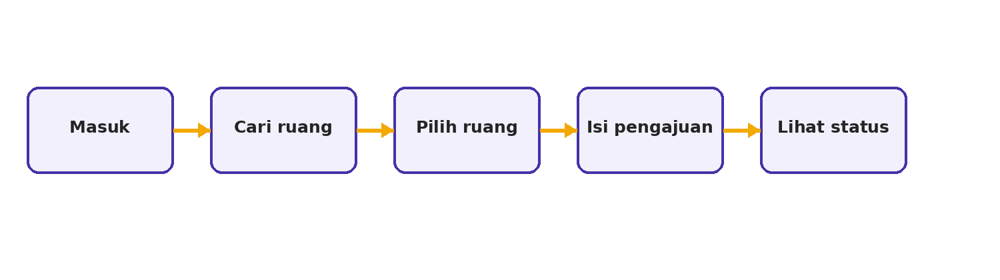 Masuk
Cari ruang
Pilih ruang
Isi pengajuan
Lihat status